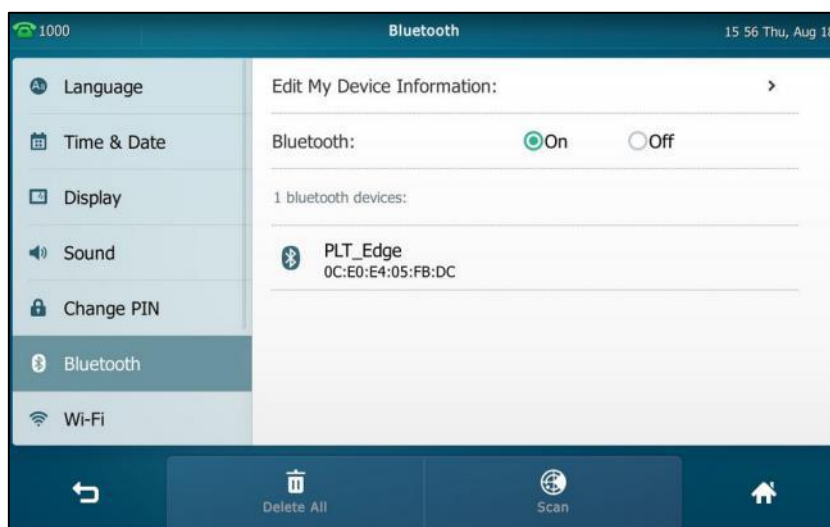 1000
Bluetooth
15 56 Thu, Aug 18
Language
Time & Date
Display
Sound
Change PIN
Bluetooth
Wi-Fi
Edit My Device Information:
Bluetooth: On Off
1 bluetooth devices:
PLT_Edge
0C:E0:E4:05:FB:DC
Delete All
Scan